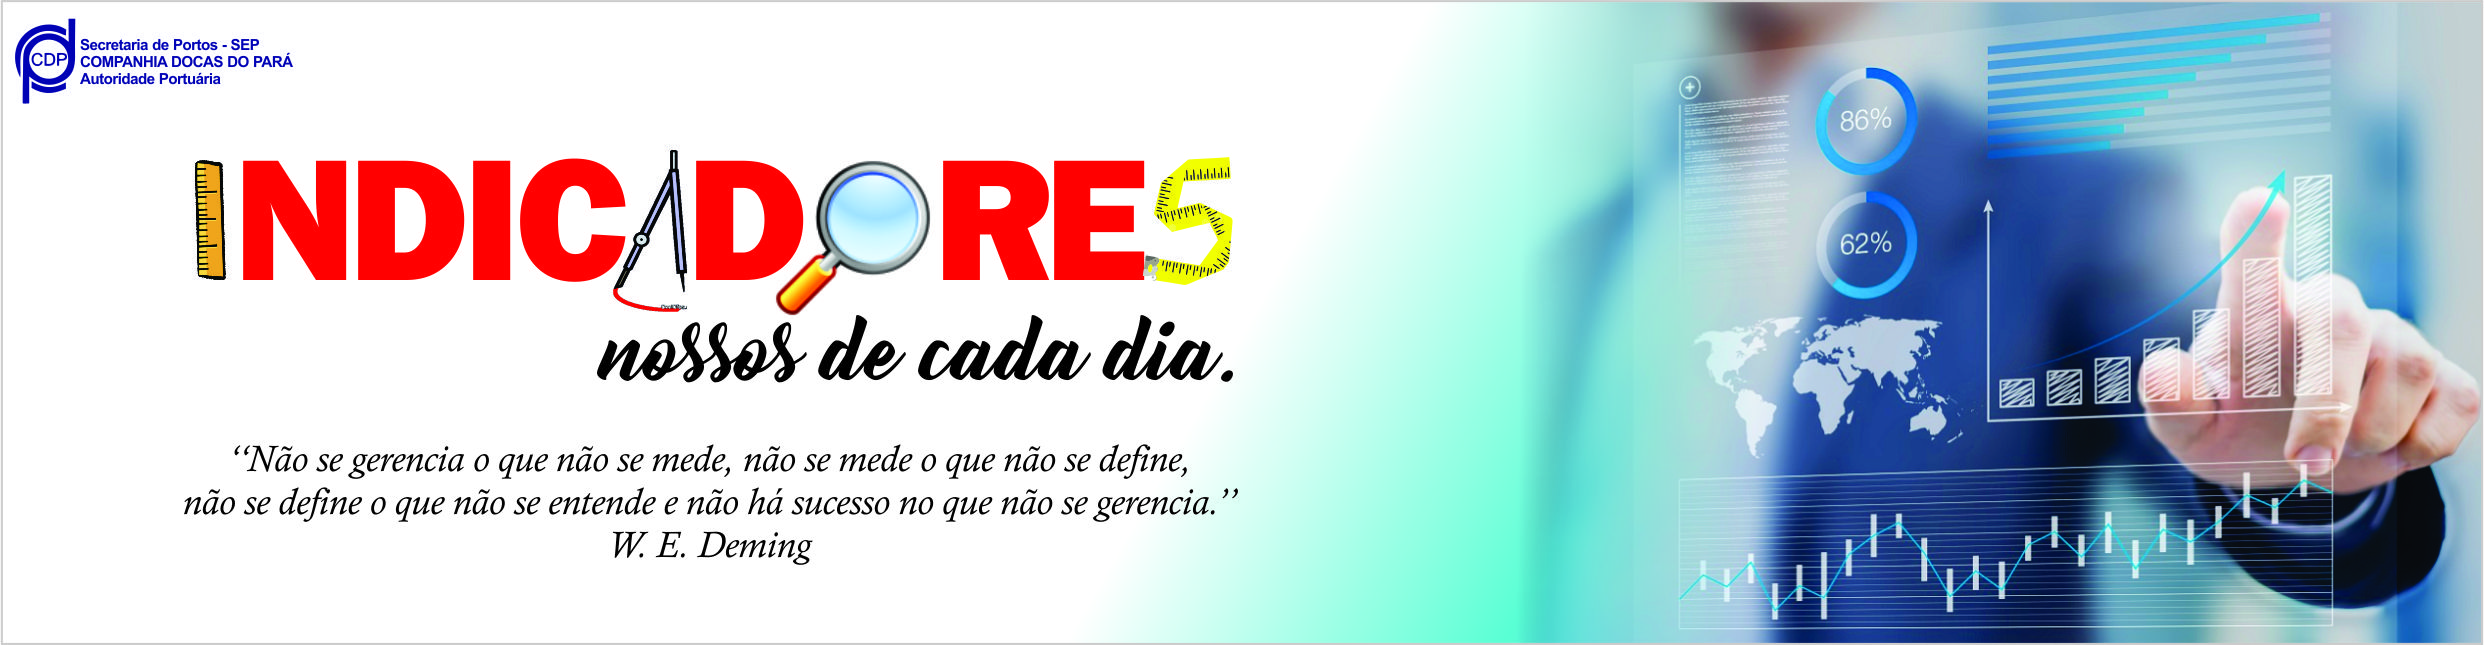 CDP
Secretaria de Portos - SEP
COMPANHIA DOCAS DO PARÁ
Autoridade Portuária
INDICADORES
nossos de cada dia.
‘‘Não se gerencia o que não se mede, não se mede o que não se define,
não se define o que não se entende e não há sucesso no que não se gerencia.’’
W. E. Deming
86%
62%